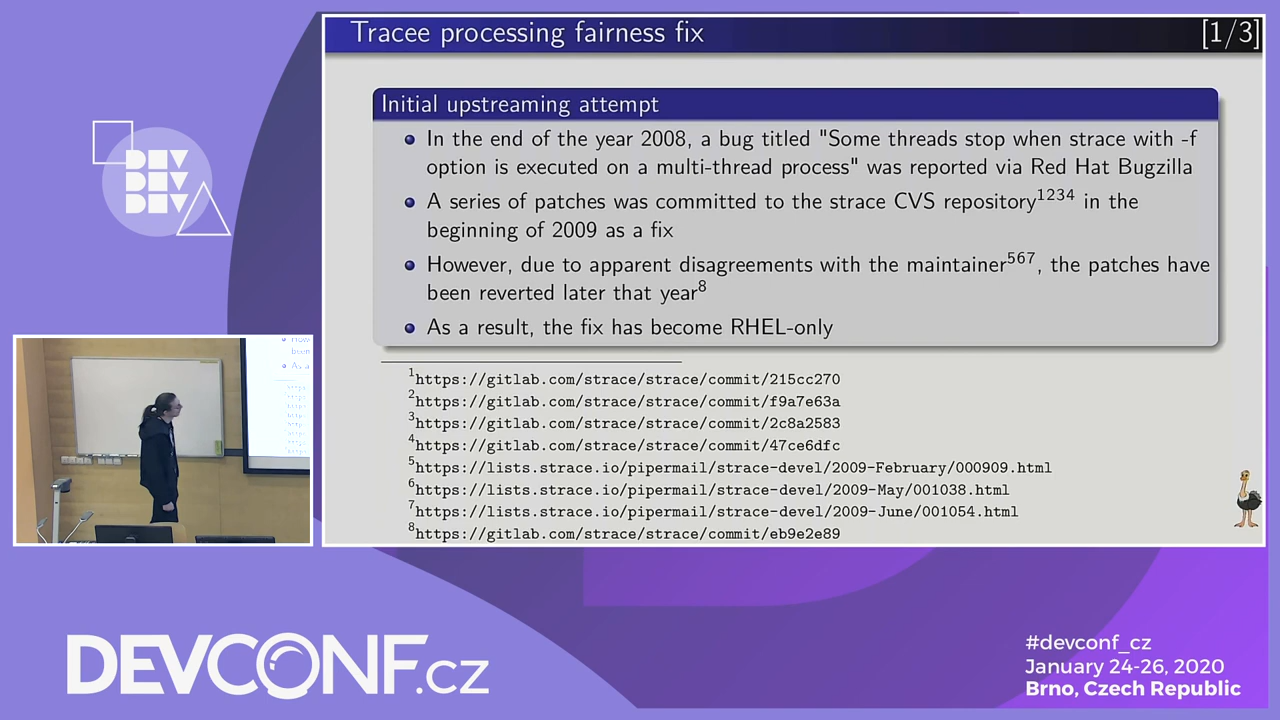 Tracee processing fairness fix [1/3]
Initial upstreaming attempt
In the end of the year 2008, a bug titled "Some threads stop when strace with -f
option is executed on a multi-thread process" was reported via Red Hat Bugzilla
A series of patches was committed to the strace CVS repository1234 in the
beginning of 2009 as a fix
However, due to apparent disagreements with the maintainer567, the patches have
been reverted later that year8
As a result, the fix has become RHEL-only
1https://gitlab.com/strace/strace/commit/215cc270
2https://gitlab.com/strace/strace/commit/f9a7e63a
3https://gitlab.com/strace/strace/commit/2c8a2583
4https://gitlab.com/strace/strace/commit/47ce6dfc
5https://lists.strace.io/pipermail/strace-devel/2009-February/000909.html
6https://lists.strace.io/pipermail/strace-devel/2009-May/001038.html
7https://lists.strace.io/pipermail/strace-devel/2009-June/001054.html
8https://gitlab.com/strace/strace/commit/eb9e2e89
DEV
DEV
DEV
DEVCONF.cz
#devconf_cz
January 24-26, 2020
Brno, Czech Republic